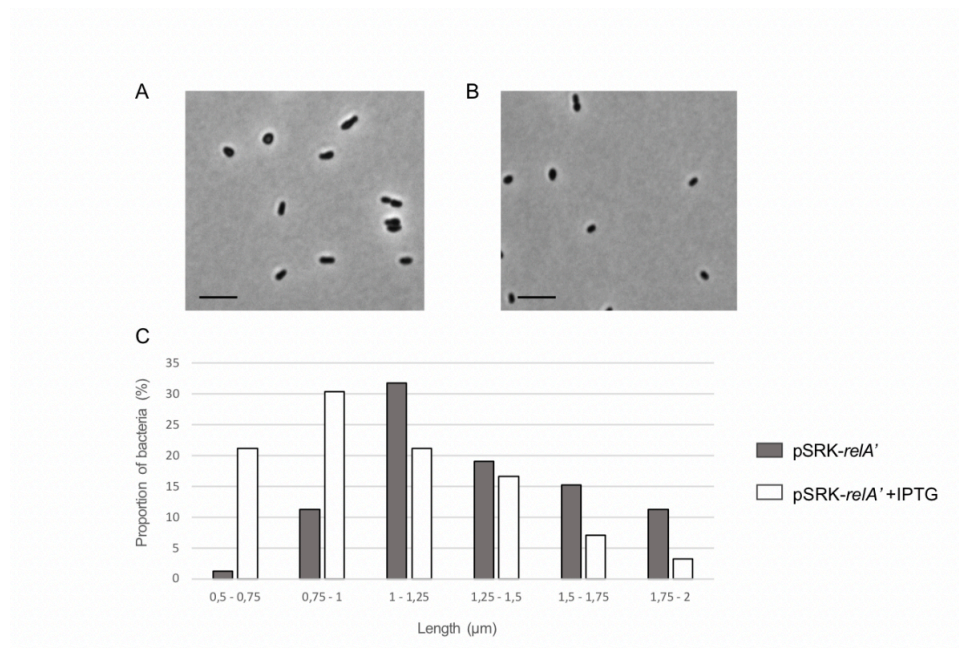 A
B
C
35
30
25
20
15
10
5
0
Proportion of bacteria (%)
0,5 - 0,75
0,75 - 1
1 - 1,25
1,25 - 1,5
1,5 - 1,75
1,75 - 2
Length (µm)
pSRK-relA’
pSRK-relA’ +IPTG